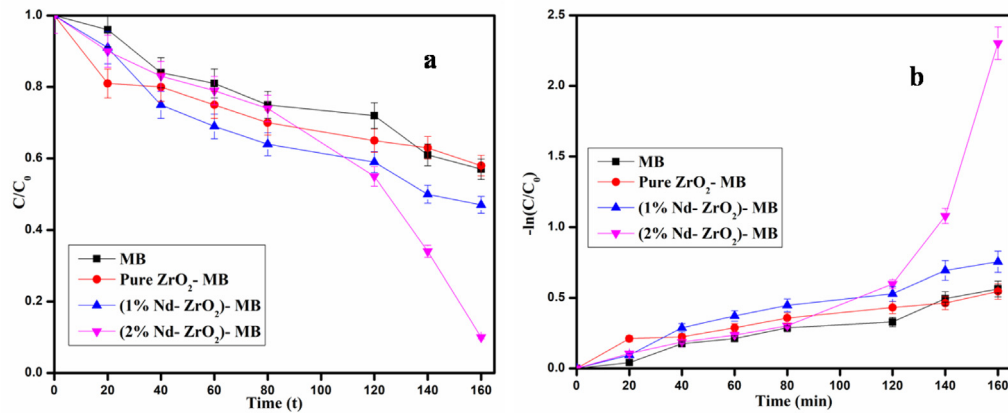 1.0
0.8
0.6
0.4
0.2
0.0
C/C₀
a
MB
Pure ZrO₂- MB
(1% Nd- ZrO₂)- MB
(2% Nd- ZrO₂)- MB
0 20 40 60 80 100 120 140 160
Time (t)
-2.5
-2.0
-1.5
-1.0
-0.5
0.0
-ln(C/C₀)
b
MB
Pure ZrO₂- MB
(1% Nd- ZrO₂)- MB
(2% Nd- ZrO₂)- MB
0 20 40 60 80 100 120 140 160
Time (min)